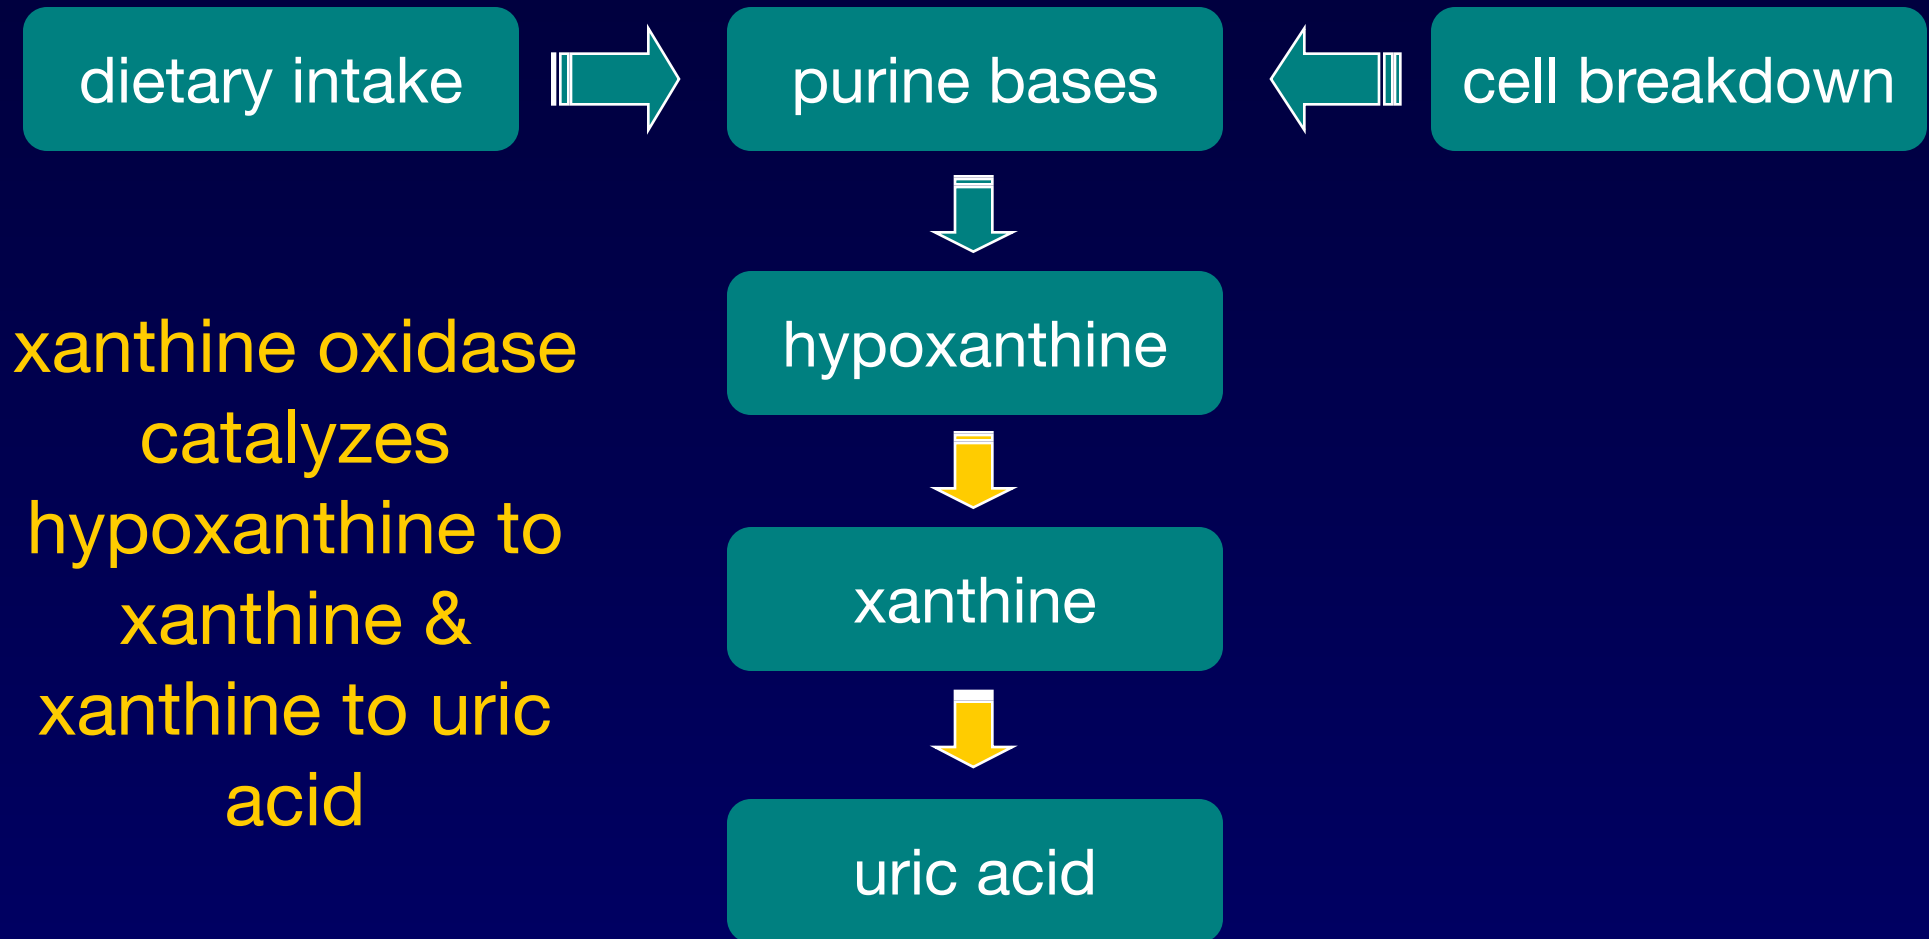 dietary intake
purine bases
cell breakdown
hypoxanthine
xanthine oxidase
catalyzes
hypoxanthine to
xanthine &
xanthine to uric
acid
xanthine
uric acid